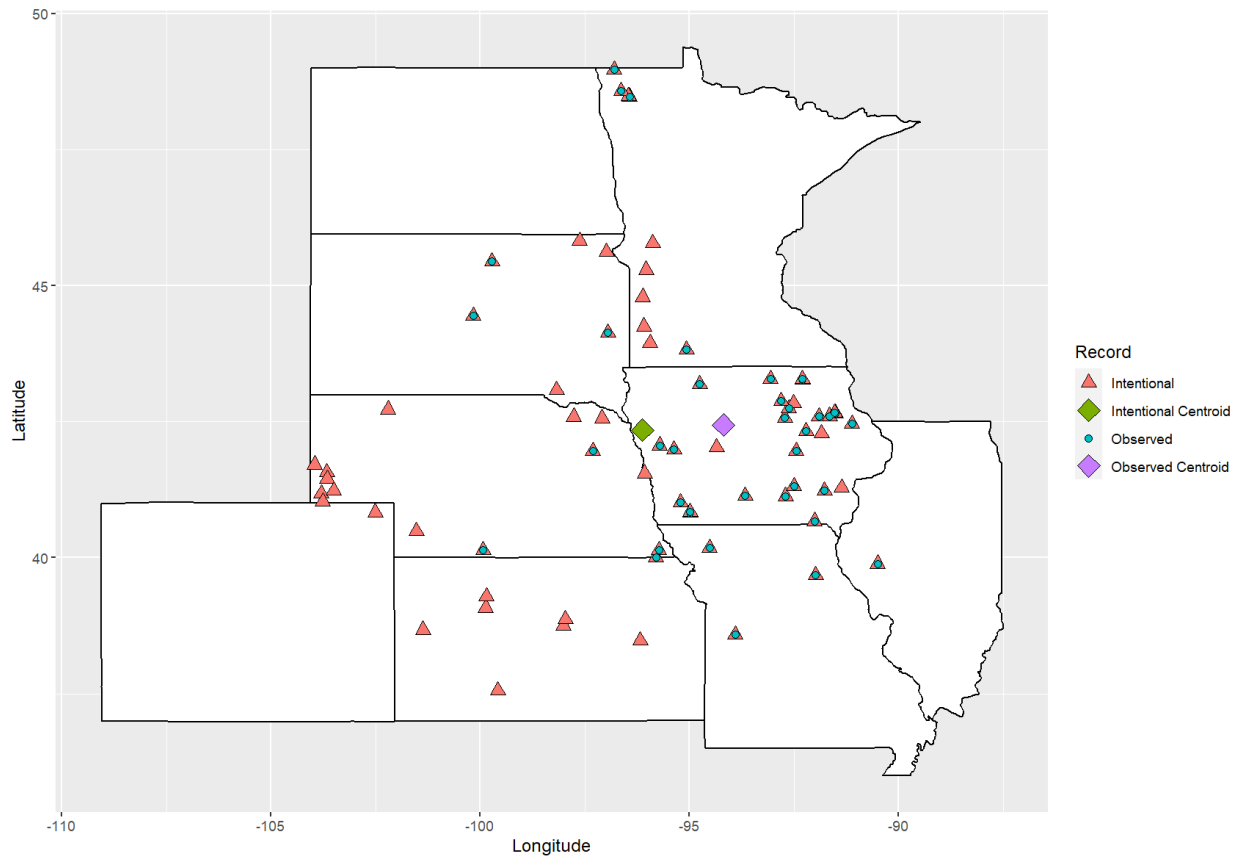 50
45
40
Latitude
-110
-105
-100
-95
-90
Longitude
Record
Intentional
Intentional Centroid
Observed
Observed Centroid